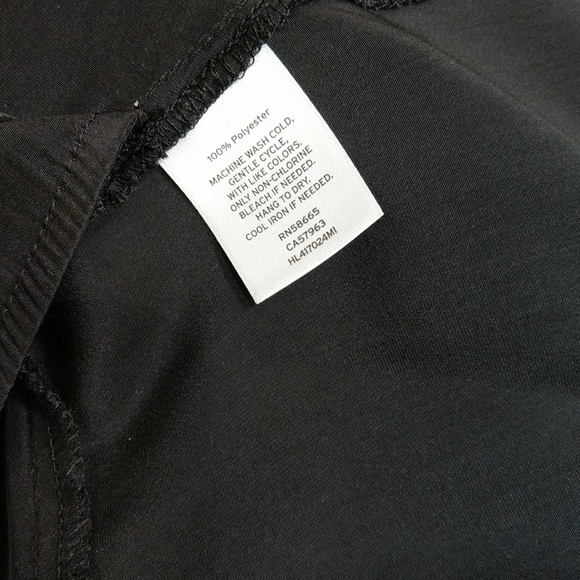 100% Polyester
MACHINE WASH COLD,
GENTLE CYCLE,
WITH LIKE COLORS.
ONLY NON-CHLORINE
BLEACH IF NEEDED.
HANG TO DRY.
COOL IRON IF NEEDED.
RN58665
CA57963
HL417024MI